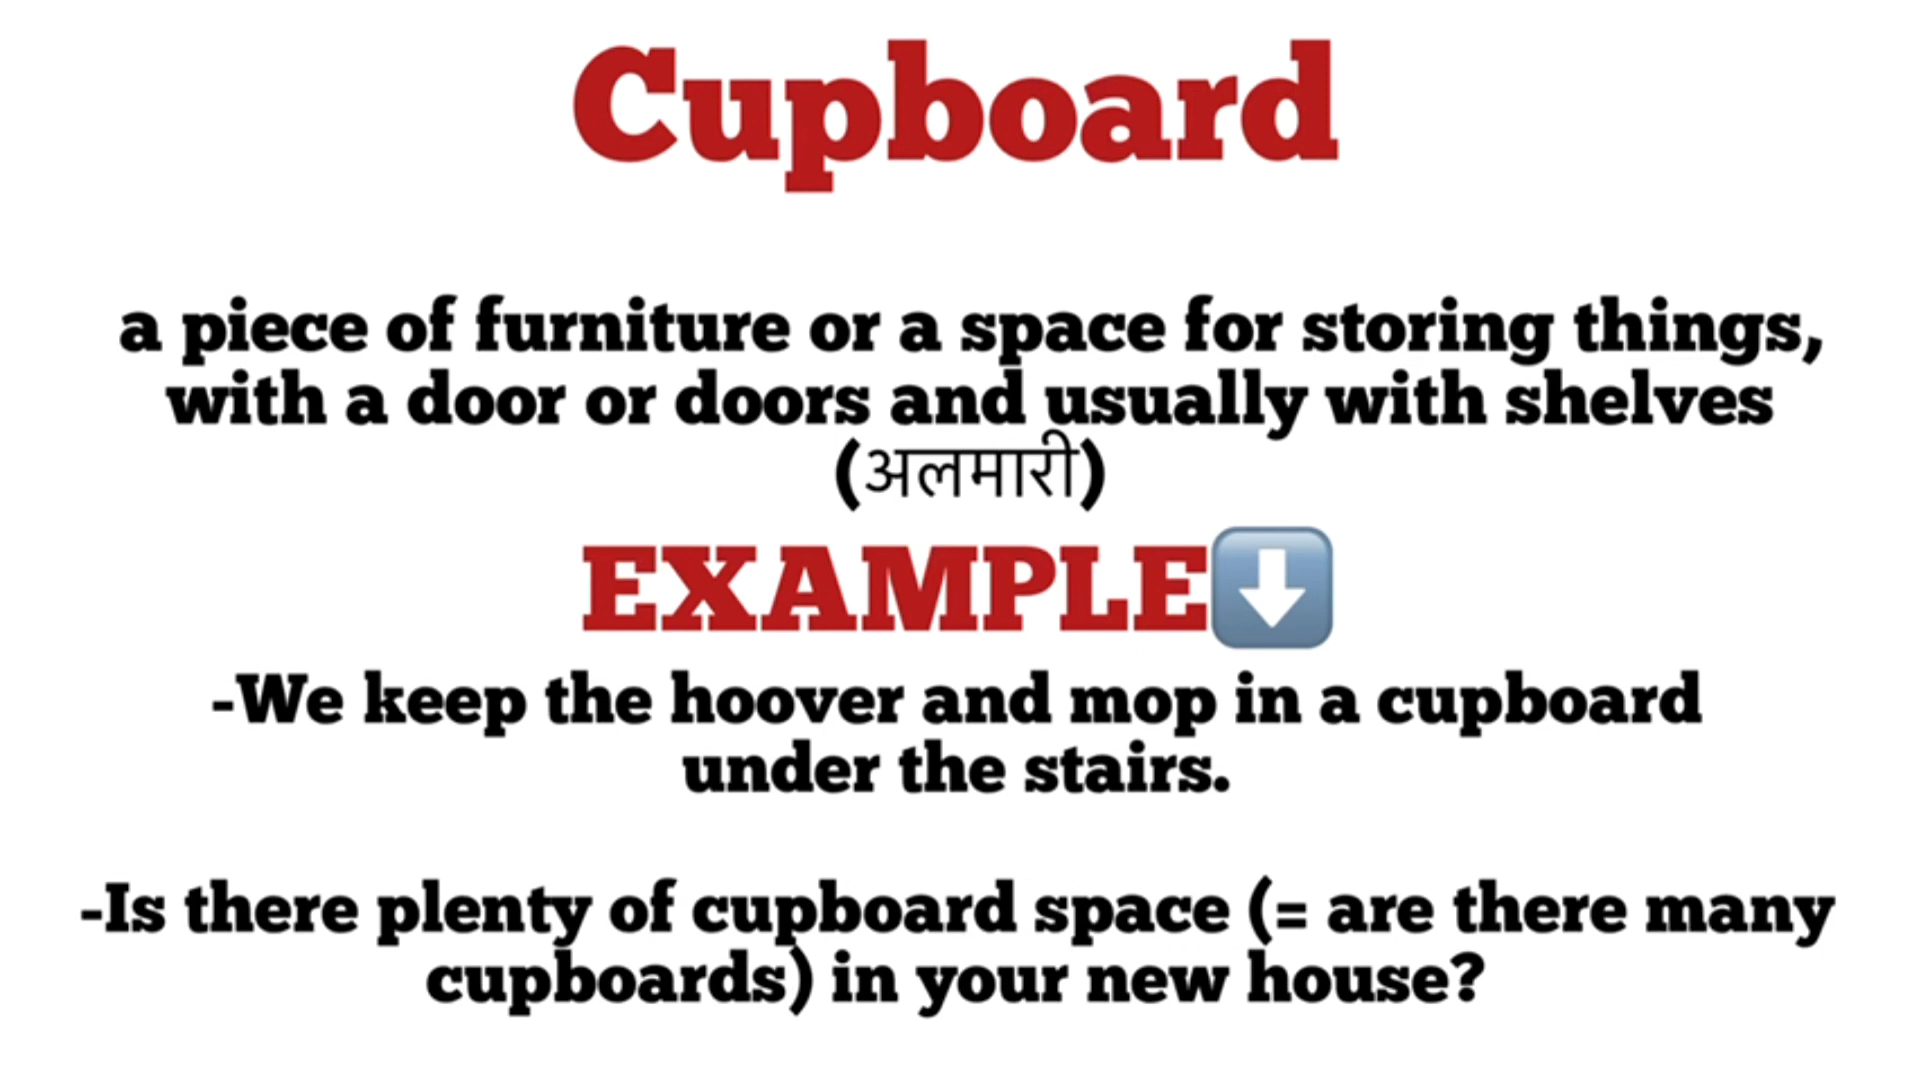 Cupboard
a piece of furniture or a space for storing things,
with a door or doors and usually with shelves
(अलमारी)
EXAMPLE⬇️
-We keep the hoover and mop in a cupboard
under the stairs.
-Is there plenty of cupboard space (= are there many
cupboards) in your new house?